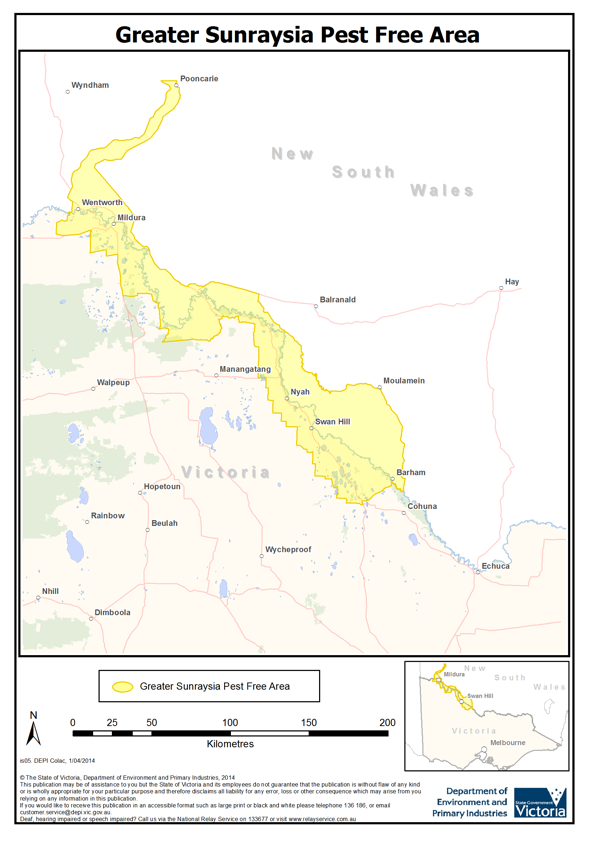 Greater Sunraysia Pest Free Area
Pooncarie
Wyndham
New
South
Wales
Wentworth
Mildura
Hay
Balranald
Manangatang
Moulamein
Walpeup
Nyah
Swan Hill
Victoria
Barham
Hopetoun
Cohuna
Rainbow
Beulah
Wycheproof
Echuca
Nhill
Dimboola
Greater Sunraysia Pest Free Area
N
0 25 50 100 150 200
Kilometres
Mildura
New
South
Wales
Swan Hill
Victoria
Melbourne
is05. DEPI Colac, 1/04/2014
© The State of Victoria, Department of Environment and Primary Industries, 2014
This publication may be of assistance to you but the State of Victoria and its employees do not guarantee that the publication is without flaw of any kind
or is wholly appropriate for your particular purpose and therefore disclaims all liability for any error, loss or other consequence which may arise from you
relying on any information in this publication.
If you would like to receive this publication in an accessible format such as large print or black and white please telephone 136 186, or email
customer.service@depi.vic.gov.au.
Deaf, hearing impaired or speech impaired? Call us via the National Relay Service on 133677 or visit www.relayservice.com.au
Department of
Environment and
Primary Industries
State Government
Victoria